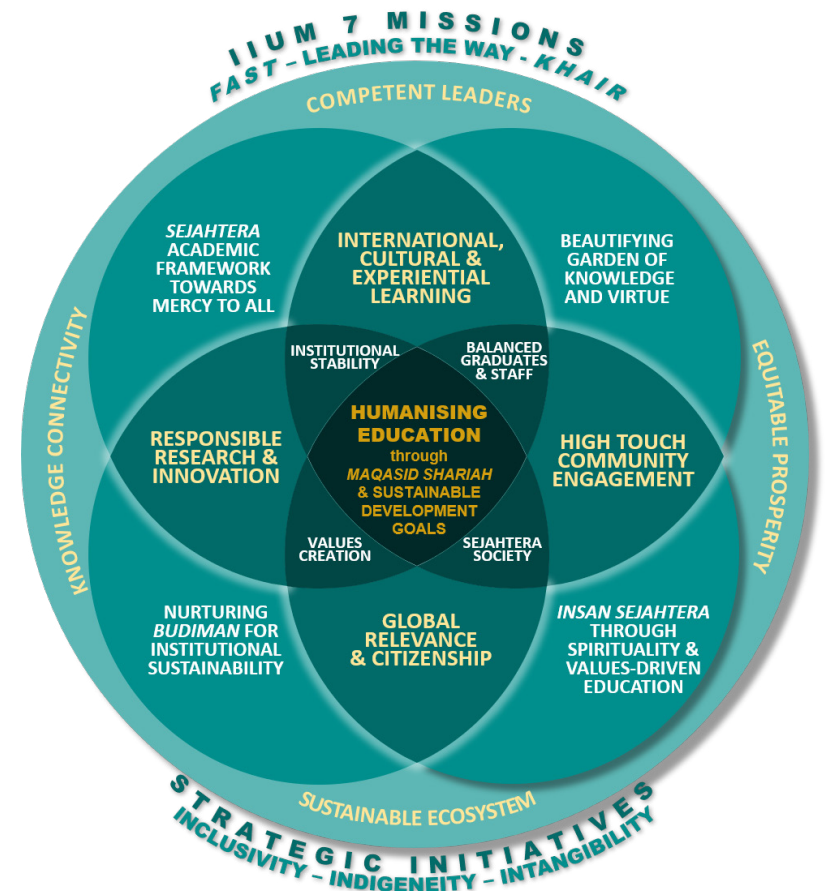 IIUM 7 MISSIONS
FAST – LEADING THE WAY - KHAIR
COMPETENT LEADERS
SEJAHTERA
ACADEMIC
FRAMEWORK
TOWARDS
MERCY TO ALL
INTERNATIONAL,
CULTURAL &
EXPERIENTIAL
LEARNING
BEAUTIFYING
GARDEN OF
KNOWLEDGE
AND VIRTUE
KNOWLEDGE CONNECTIVITY
INSTITUTIONAL
STABILITY
BALANCED
GRADUATES
& STAFF
EQUITABLE PROSPERITY
RESPONSIBLE
RESEARCH &
INNOVATION
HUMANISING
EDUCATION
through
MAQASID SHARIAH
& SUSTAINABLE
DEVELOPMENT
GOALS
HIGH TOUCH
COMMUNITY
ENGAGEMENT
VALUES
CREATION
SEJAHTERA
SOCIETY
NURTURING
BUDIMAN FOR
INSTITUTIONAL
SUSTAINABILITY
GLOBAL
RELEVANCE
& CITIZENSHIP
INSAN SEJAHTERA
THROUGH
SPIRITUALITY &
VALUES-DRIVEN
EDUCATION
SUSTAINABLE ECOSYSTEM
STRATEGIC INITIATIVES
INCLUSIVITY – INDIGENEITY – INTANGIBILITY